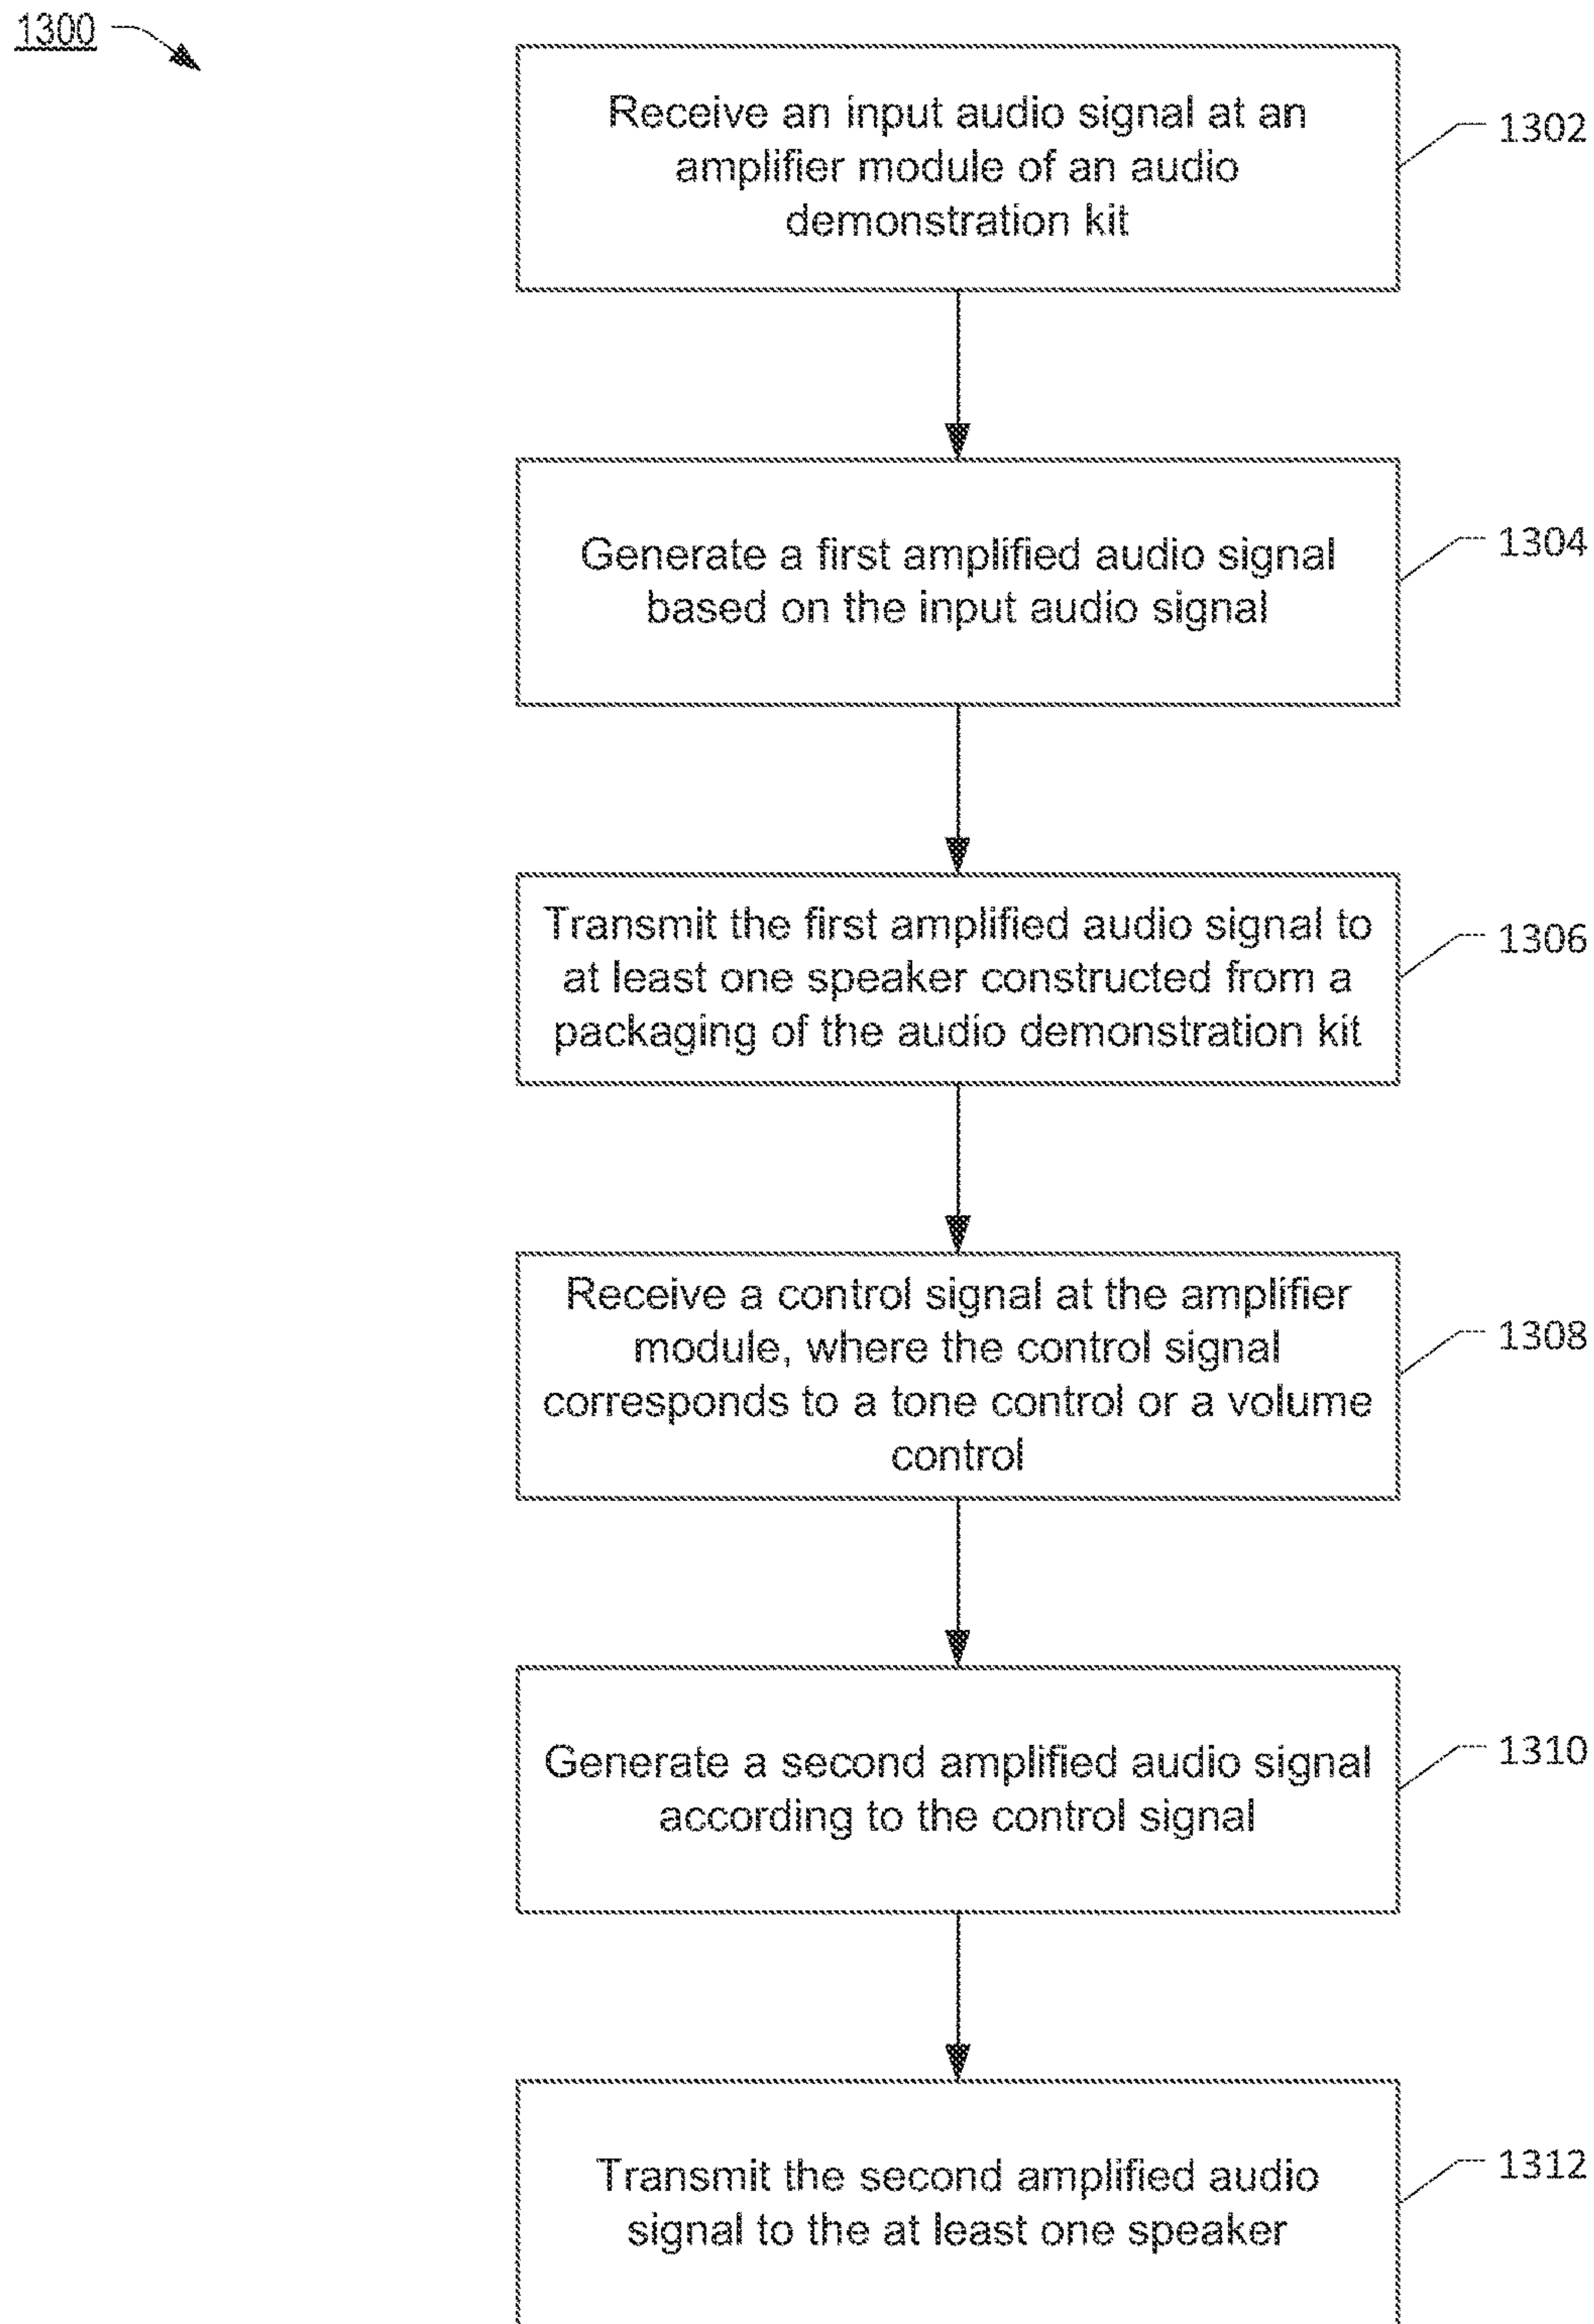 1300
Receive an input audio signal at an
amplifier module of an audio
demonstration kit
1302
Generate a first amplified audio signal
based on the input audio signal
1304
Transmit the first amplified audio signal to
at least one speaker constructed from a
packaging of the audio demonstration kit
1306
Receive a control signal at the amplifier
module, where the control signal
corresponds to a tone control or a volume
control
1308
Generate a second amplified audio signal
according to the control signal
1310
Transmit the second amplified audio
signal to the at least one speaker
1312